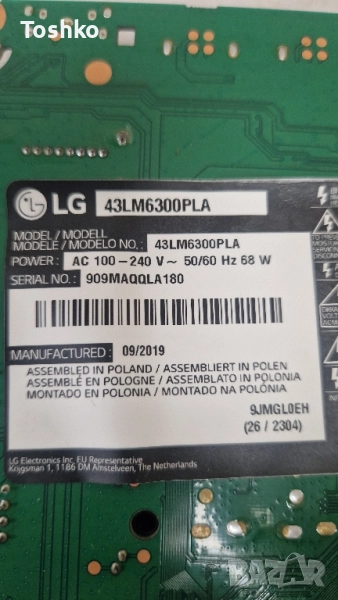 Toshko
LG 43LM6300PLA
MODEL / MODELL
MODÈLE / MODELO NO. : 43LM6300PLA
POWER : AC 100-240 V~ 50/60 Hz 68 W
SERIAL NO. : 909MAQQLA180
MANUFACTURED : 09/2019
ASSEMBLED IN POLAND / ASSEMBLIERT IN POLEN
ASSEMBLÉ EN POLOGNE / ASSEMBLATO IN POLONIA
MONTADO EN POLONIA / MONTADO NA POLÓNIA
9JMGL0EH
(26 / 2304)
LG Electronics Inc. EU Representative
Krijgsman 1, 1186 DM Amstelveen, The Netherlands
BAZAR